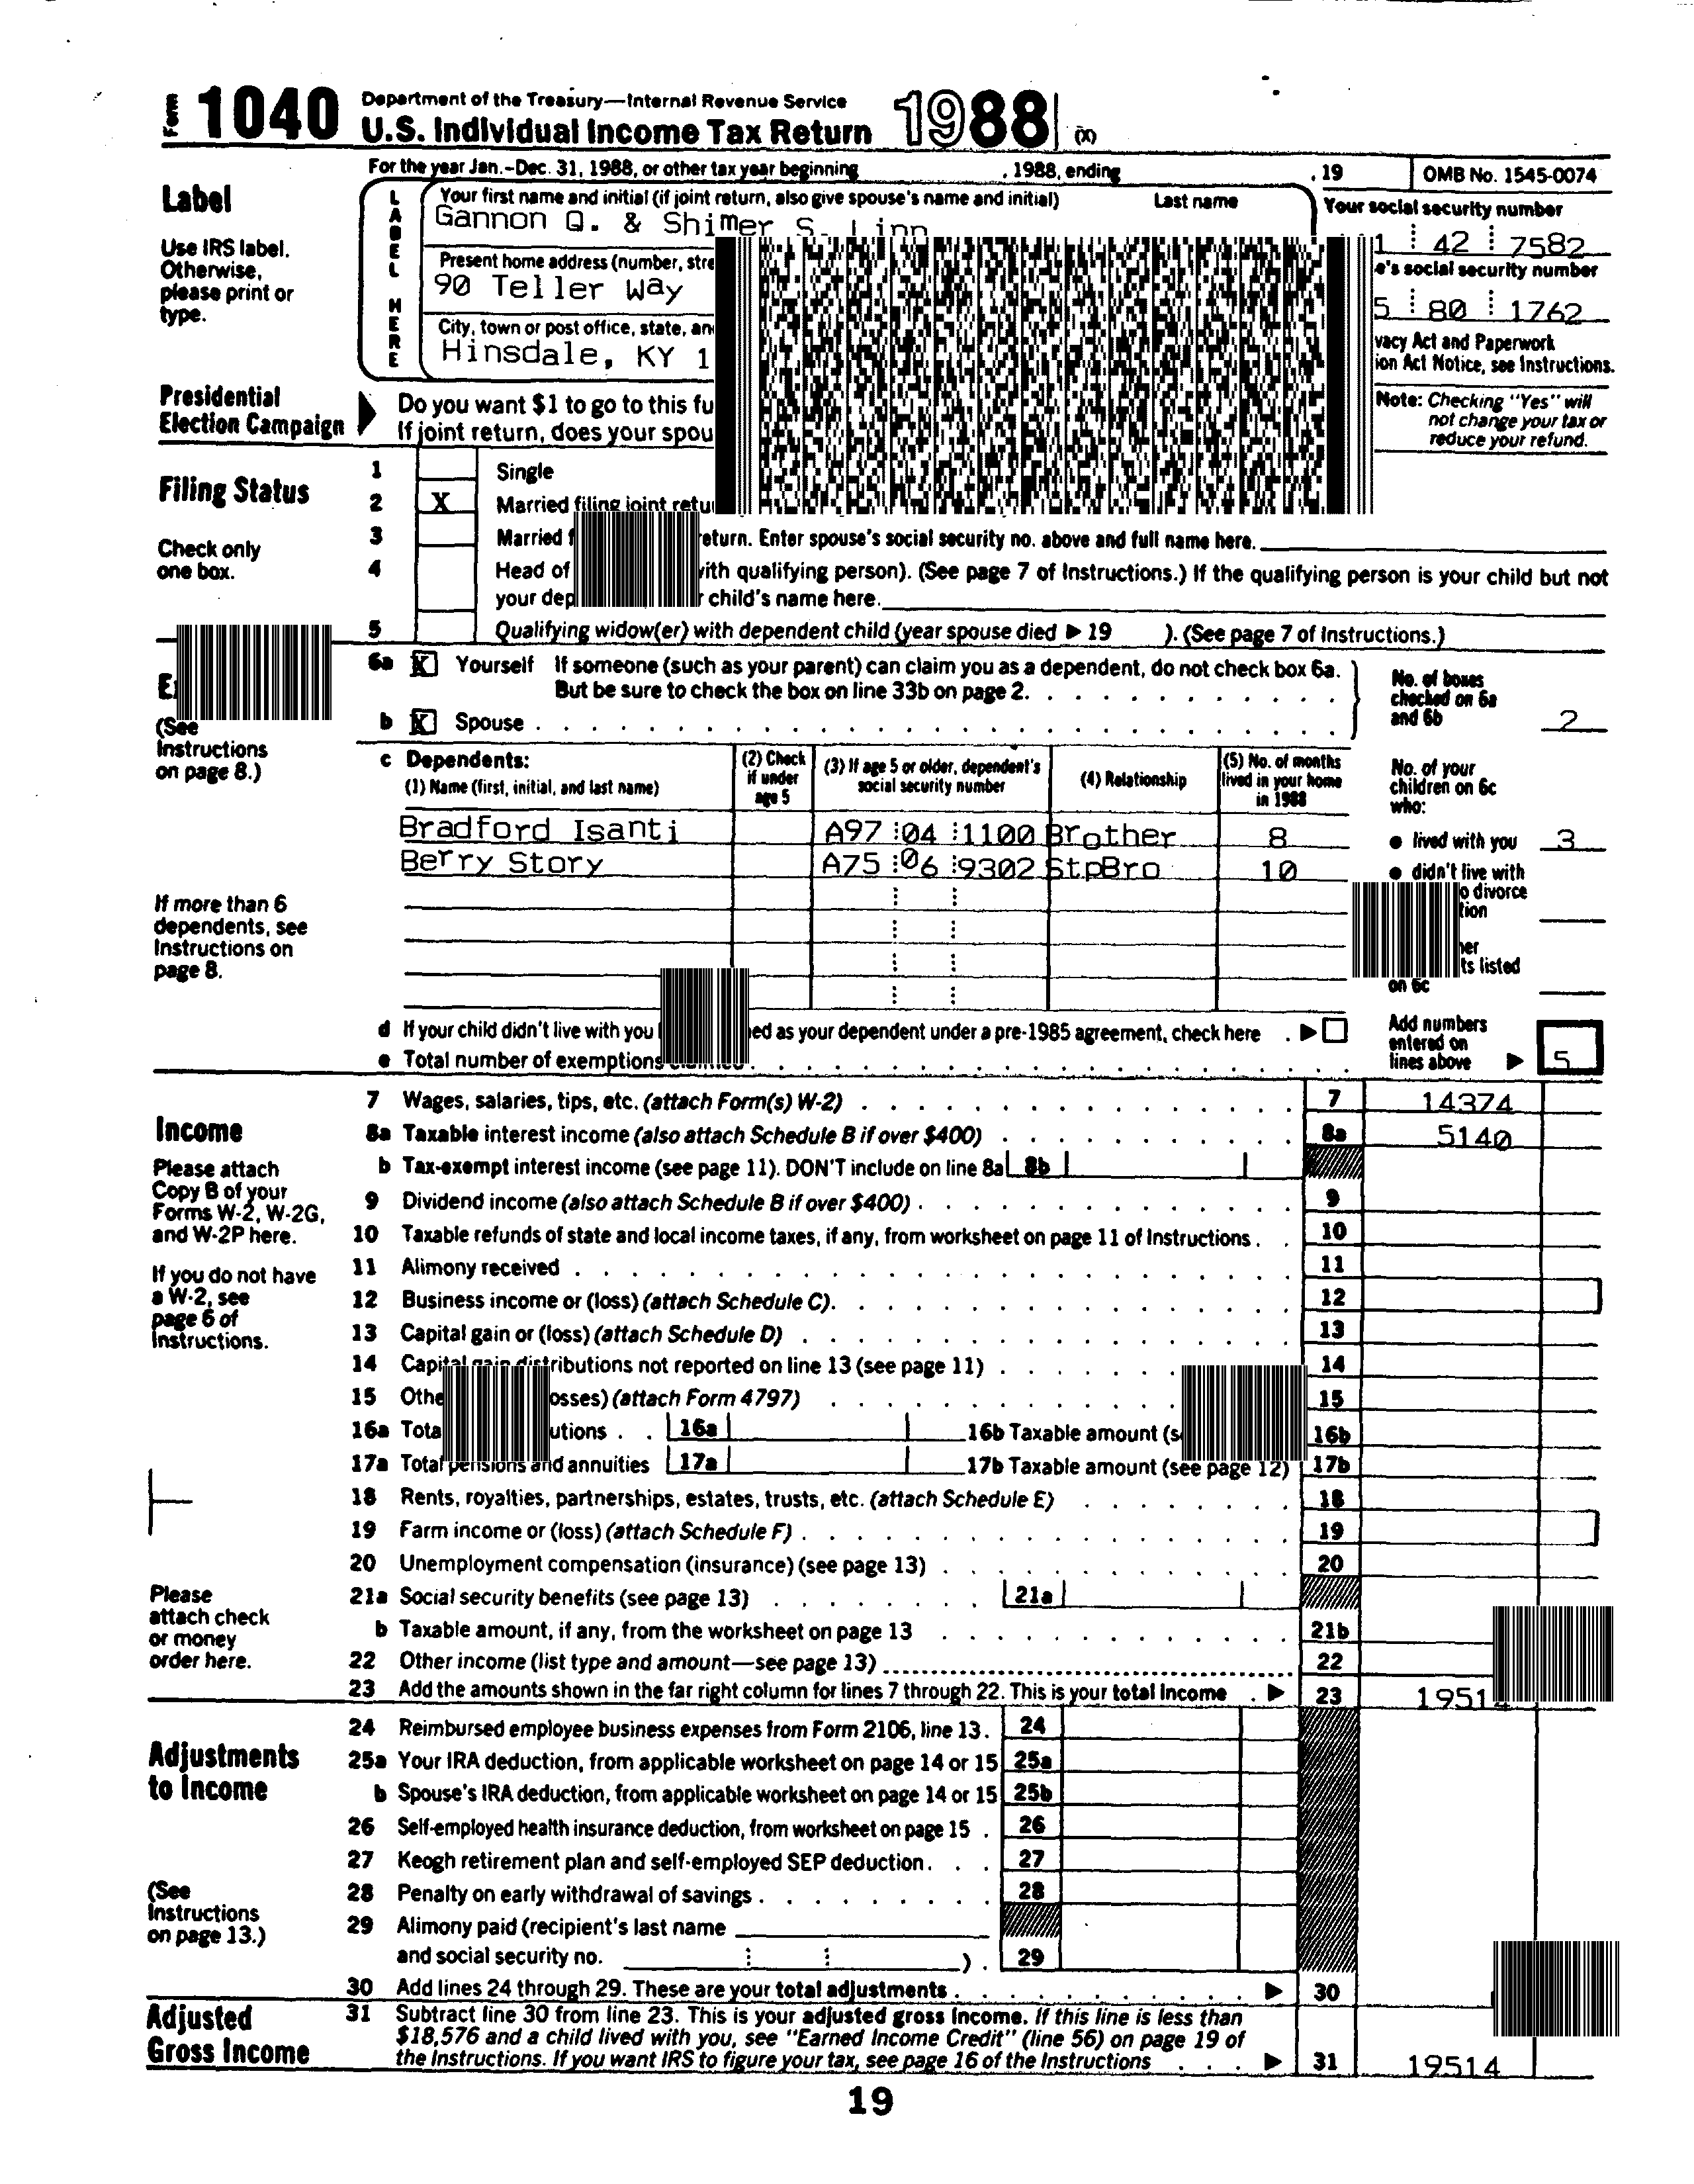 Form 1040 Department of the Treasury—Internal Revenue Service
U.S. Individual Income Tax Return 1988 (X)
For the year Jan.-Dec. 31, 1988, or other tax year beginning , 1988, ending , 19 OMB No. 1545-0074
Label
Use IRS label.
Otherwise,
please print or
type.
LABEL HERE
Your first name and initial (if joint return, also give spouse's name and initial) Last name
Gannon Q. & Shimer S. Linn
Your social security number
1 42 7582
Present home address (number, stre
90 Teller Way
e's social security number
5 80 1762
City, town or post office, state, an
Hinsdale, KY 1
vacy Act and Paperwork
ion Act Notice, see Instructions.
Presidential
Election Campaign
Do you want $1 to go to this fu
If joint return, does your spou
Note: Checking "Yes" will
not change your tax or
reduce your refund.
Filing Status
Check only
one box.
1 Single
2 X Married filing joint retu
3 Married f eturn. Enter spouse's social security no. above and full name here.
4 Head of ith qualifying person). (See page 7 of Instructions.) If the qualifying person is your child but not
your dep child's name here.
5 Qualifying widow(er) with dependent child (year spouse died ▶ 19 ). (See page 7 of Instructions.)
(See
Instructions
on page 8.)
6a X Yourself If someone (such as your parent) can claim you as a dependent, do not check box 6a.
But be sure to check the box on line 33b on page 2.
b X Spouse
No. of boxes
checked on 6a
and 6b 2
c Dependents:
(1) Name (first, initial, and last name)
(2) Check
if under
age 5
(3) If age 5 or older, dependent's
social security number
(4) Relationship
(5) No. of months
lived in your home
in 1988
Bradford Isanti A97 04 1100 Brother 8
Berry Story A75 06 9302 StpBro 10
No. of your
children on 6c
who:
● lived with you 3
● didn't live with
o divorce
tion
her
ts listed
on 6c
If more than 6
dependents, see
Instructions on
page 8.
d If your child didn't live with you ed as your dependent under a pre-1985 agreement, check here . ▶
e Total number of exemptions
Add numbers
entered on
lines above ▶ 5
Income
Please attach
Copy B of your
Forms W-2, W-2G,
and W-2P here.
If you do not have
a W-2, see
page 6 of
Instructions.
Please
attach check
or money
order here.
7 Wages, salaries, tips, etc. (attach Form(s) W-2) 7 14374
8a Taxable interest income (also attach Schedule B if over $400) 8a 5140
b Tax-exempt interest income (see page 11). DON'T include on line 8a 8b
9 Dividend income (also attach Schedule B if over $400) 9
10 Taxable refunds of state and local income taxes, if any, from worksheet on page 11 of Instructions. 10
11 Alimony received 11
12 Business income or (loss) (attach Schedule C). 12
13 Capital gain or (loss) (attach Schedule D) 13
14 Capital gain distributions not reported on line 13 (see page 11) 14
15 Othe osses) (attach Form 4797) 15
16a Tota utions 16a 16b Taxable amount (s 16b
17a Total pensions and annuities 17a 17b Taxable amount (see page 12) 17b
18 Rents, royalties, partnerships, estates, trusts, etc. (attach Schedule E) 18
19 Farm income or (loss) (attach Schedule F) 19
20 Unemployment compensation (insurance) (see page 13) 20
21a Social security benefits (see page 13) 21a
b Taxable amount, if any, from the worksheet on page 13 21b
22 Other income (list type and amount—see page 13) 22
23 Add the amounts shown in the far right column for lines 7 through 22. This is your total income ▶ 23 19514
Adjustments
to Income
(See
Instructions
on page 13.)
24 Reimbursed employee business expenses from Form 2106, line 13. 24
25a Your IRA deduction, from applicable worksheet on page 14 or 15 25a
b Spouse's IRA deduction, from applicable worksheet on page 14 or 15 25b
26 Self-employed health insurance deduction, from worksheet on page 15 26
27 Keogh retirement plan and self-employed SEP deduction. 27
28 Penalty on early withdrawal of savings 28
29 Alimony paid (recipient's last name
and social security no. ) . 29
30 Add lines 24 through 29. These are your total adjustments ▶ 30
Adjusted
Gross Income
31 Subtract line 30 from line 23. This is your adjusted gross income. If this line is less than
$18,576 and a child lived with you, see "Earned Income Credit" (line 56) on page 19 of
the Instructions. If you want IRS to figure your tax, see page 16 of the Instructions ▶ 31 19514
19